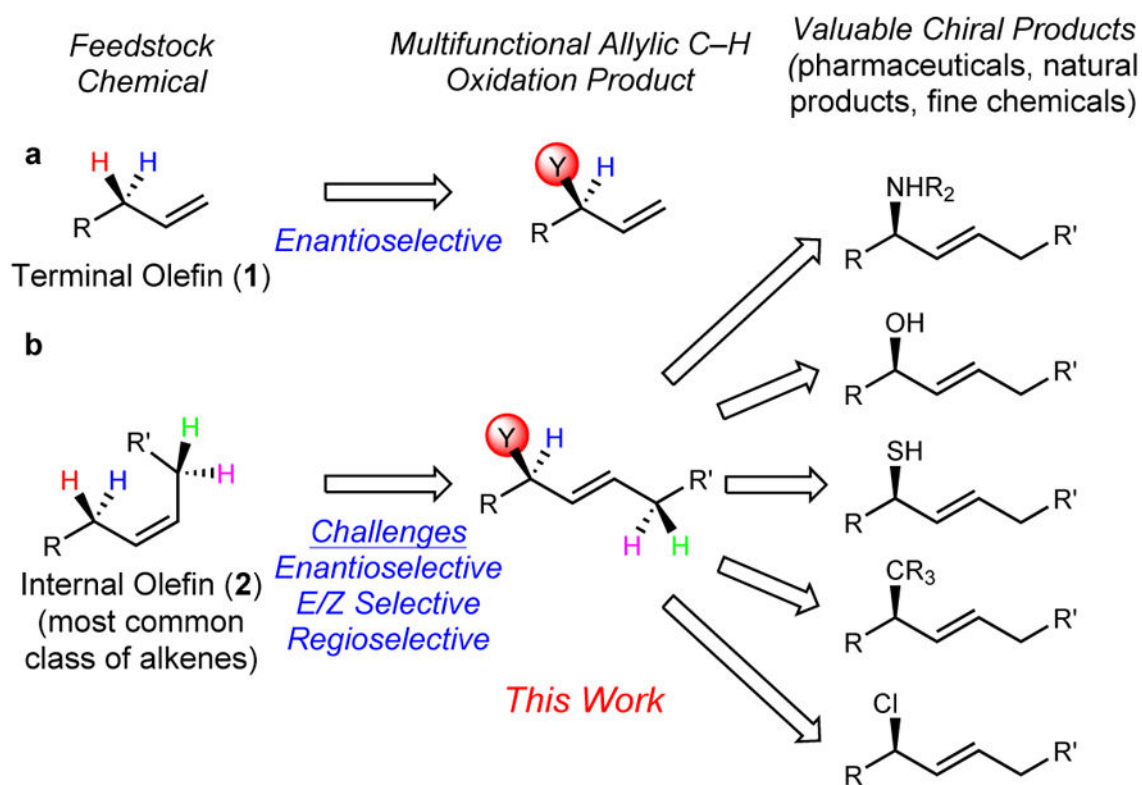 Feedstock
Chemical
Multifunctional Allylic C–H
Oxidation Product
Valuable Chiral Products
(pharmaceuticals, natural
products, fine chemicals)
a
H H
R
Terminal Olefin (1)
Enantioselective
Y H
R
b
R' H
H
H H
R
Internal Olefin (2)
(most common
class of alkenes)
Challenges
Enantioselective
E/Z Selective
Regioselective
Y H
R R'
H H
This Work
NHR2
R R'
OH
R R'
SH
R R'
CR3
R R'
Cl
R R'